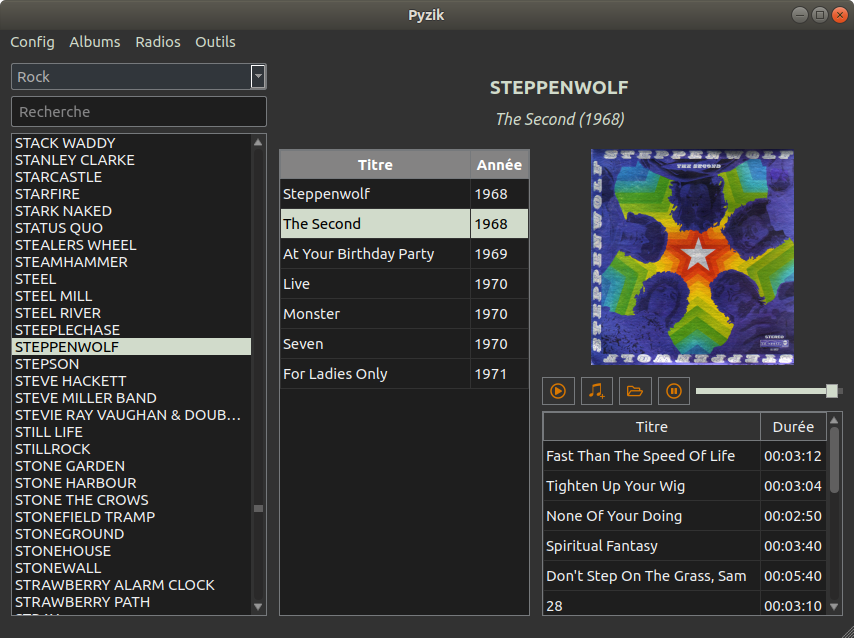 Pyzik
Config Albums Radios Outils
Rock
Recherche
STACK WADDY
STANLEY CLARKE
STARCASTLE
STARFIRE
STARK NAKED
STATUS QUO
STEALERS WHEEL
STEAMHAMMER
STEEL
STEEL MILL
STEEL RIVER
STEEPLECHASE
STEPPENWOLF
STEPSON
STEVE HACKETT
STEVE MILLER BAND
STEVIE RAY VAUGHAN & DOUB...
STILL LIFE
STILLROCK
STONE GARDEN
STONE HARBOUR
STONE THE CROWS
STONEFIELD TRAMP
STONEGROUND
STONEHOUSE
STONEWALL
STRAWBERRY ALARM CLOCK
STRAWBERRY PATH
Titre Année
Steppenwolf 1968
The Second 1968
At Your Birthday Party 1969
Live 1970
Monster 1970
Seven 1970
For Ladies Only 1971
STEPPENWOLF
The Second (1968)
STEPPENWOLF
THE SECOND
STEPPENWOLF
STEREO
STEPPENWOLF
Titre Durée
Fast Than The Speed Of Life 00:03:12
Tighten Up Your Wig 00:03:04
None Of Your Doing 00:02:50
Spiritual Fantasy 00:03:40
Don't Step On The Grass, Sam 00:05:40
28 00:03:10